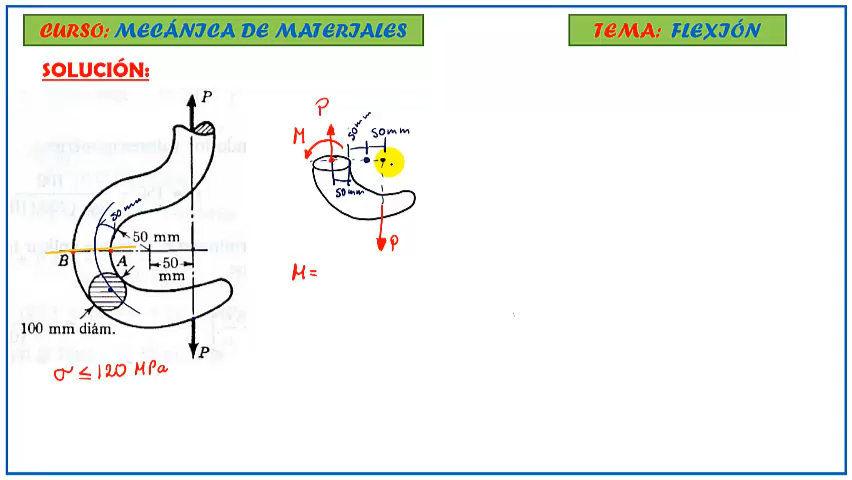 CURSO: MECÁNICA DE MATERIALES
TEMA: FLEXIÓN
SOLUCIÓN:
P
50 mm
50 mm
B
A
50
mm
100 mm diám.
P
σ ≤ 120 MPa
P
M
50mm
50mm
50mm
P
M =